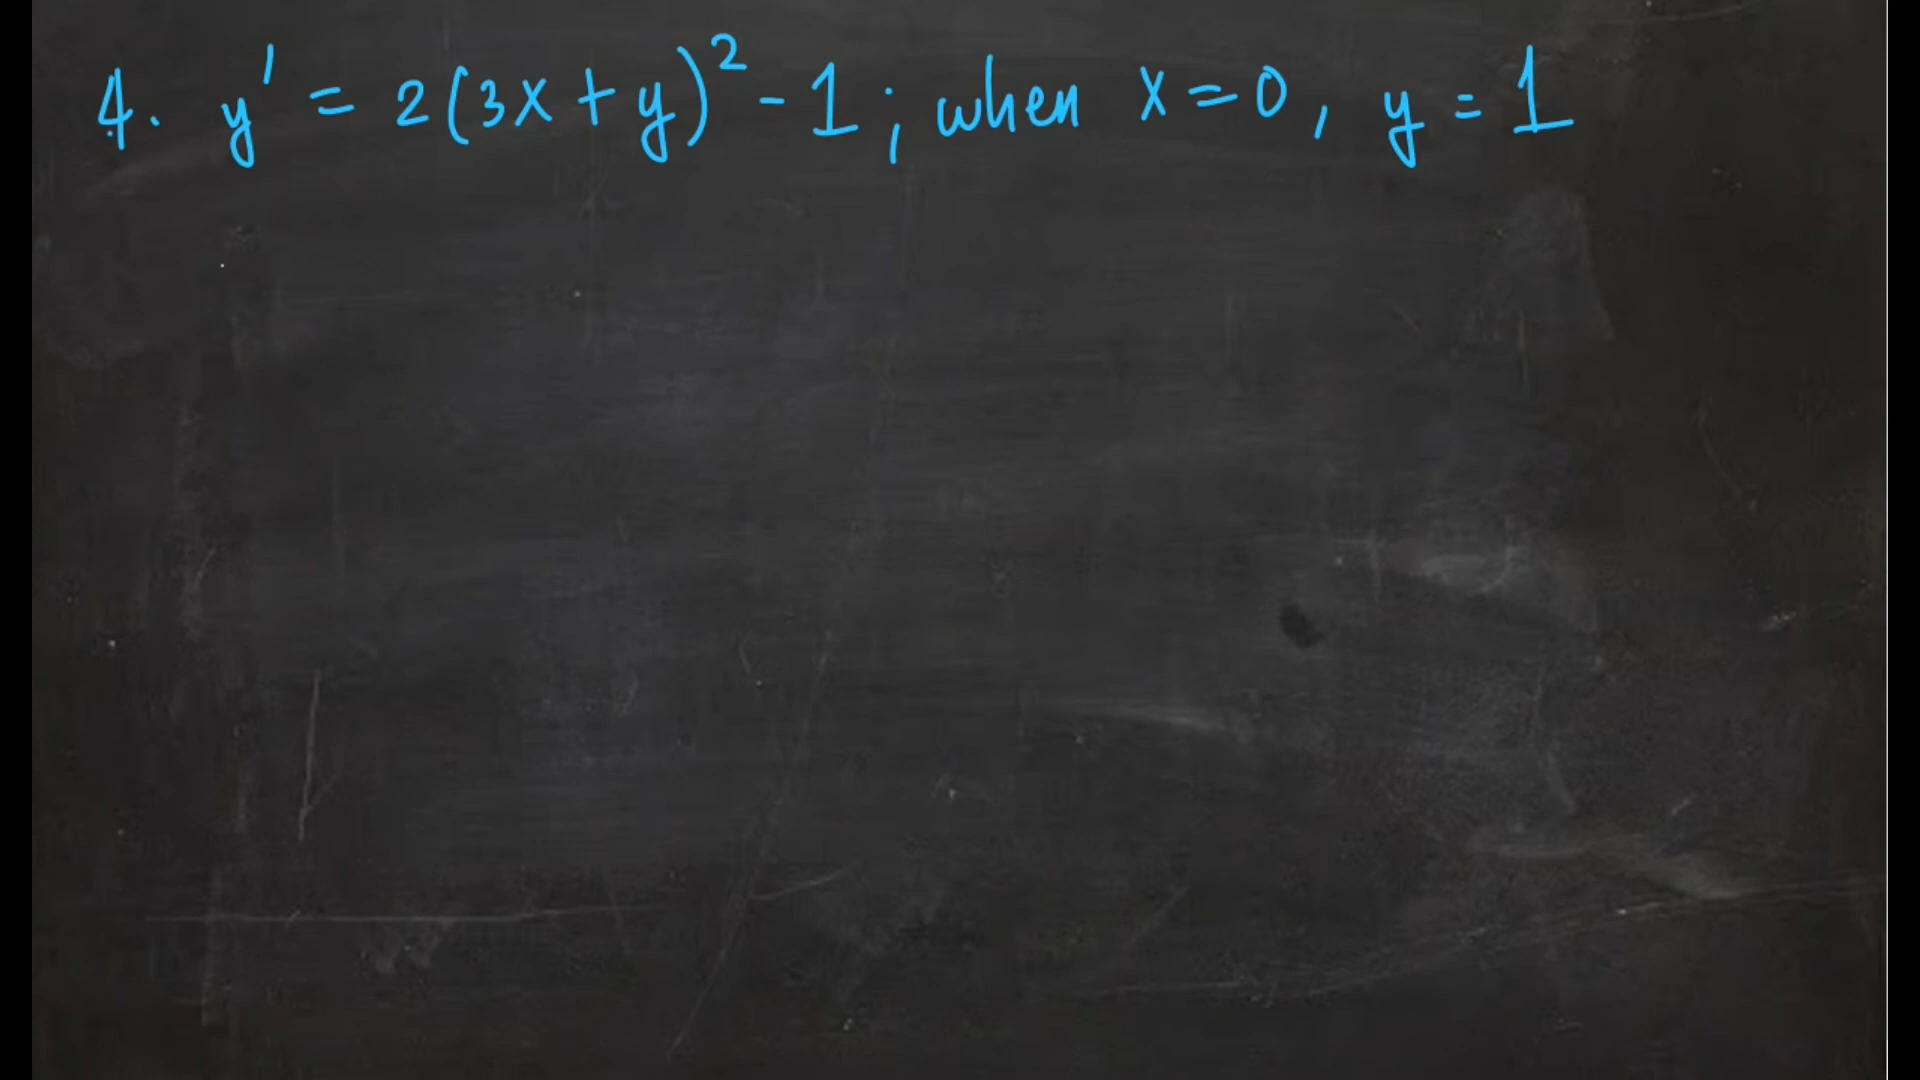 4. y' = 2(3x + y)² - 1 ; when x = 0, y = 1